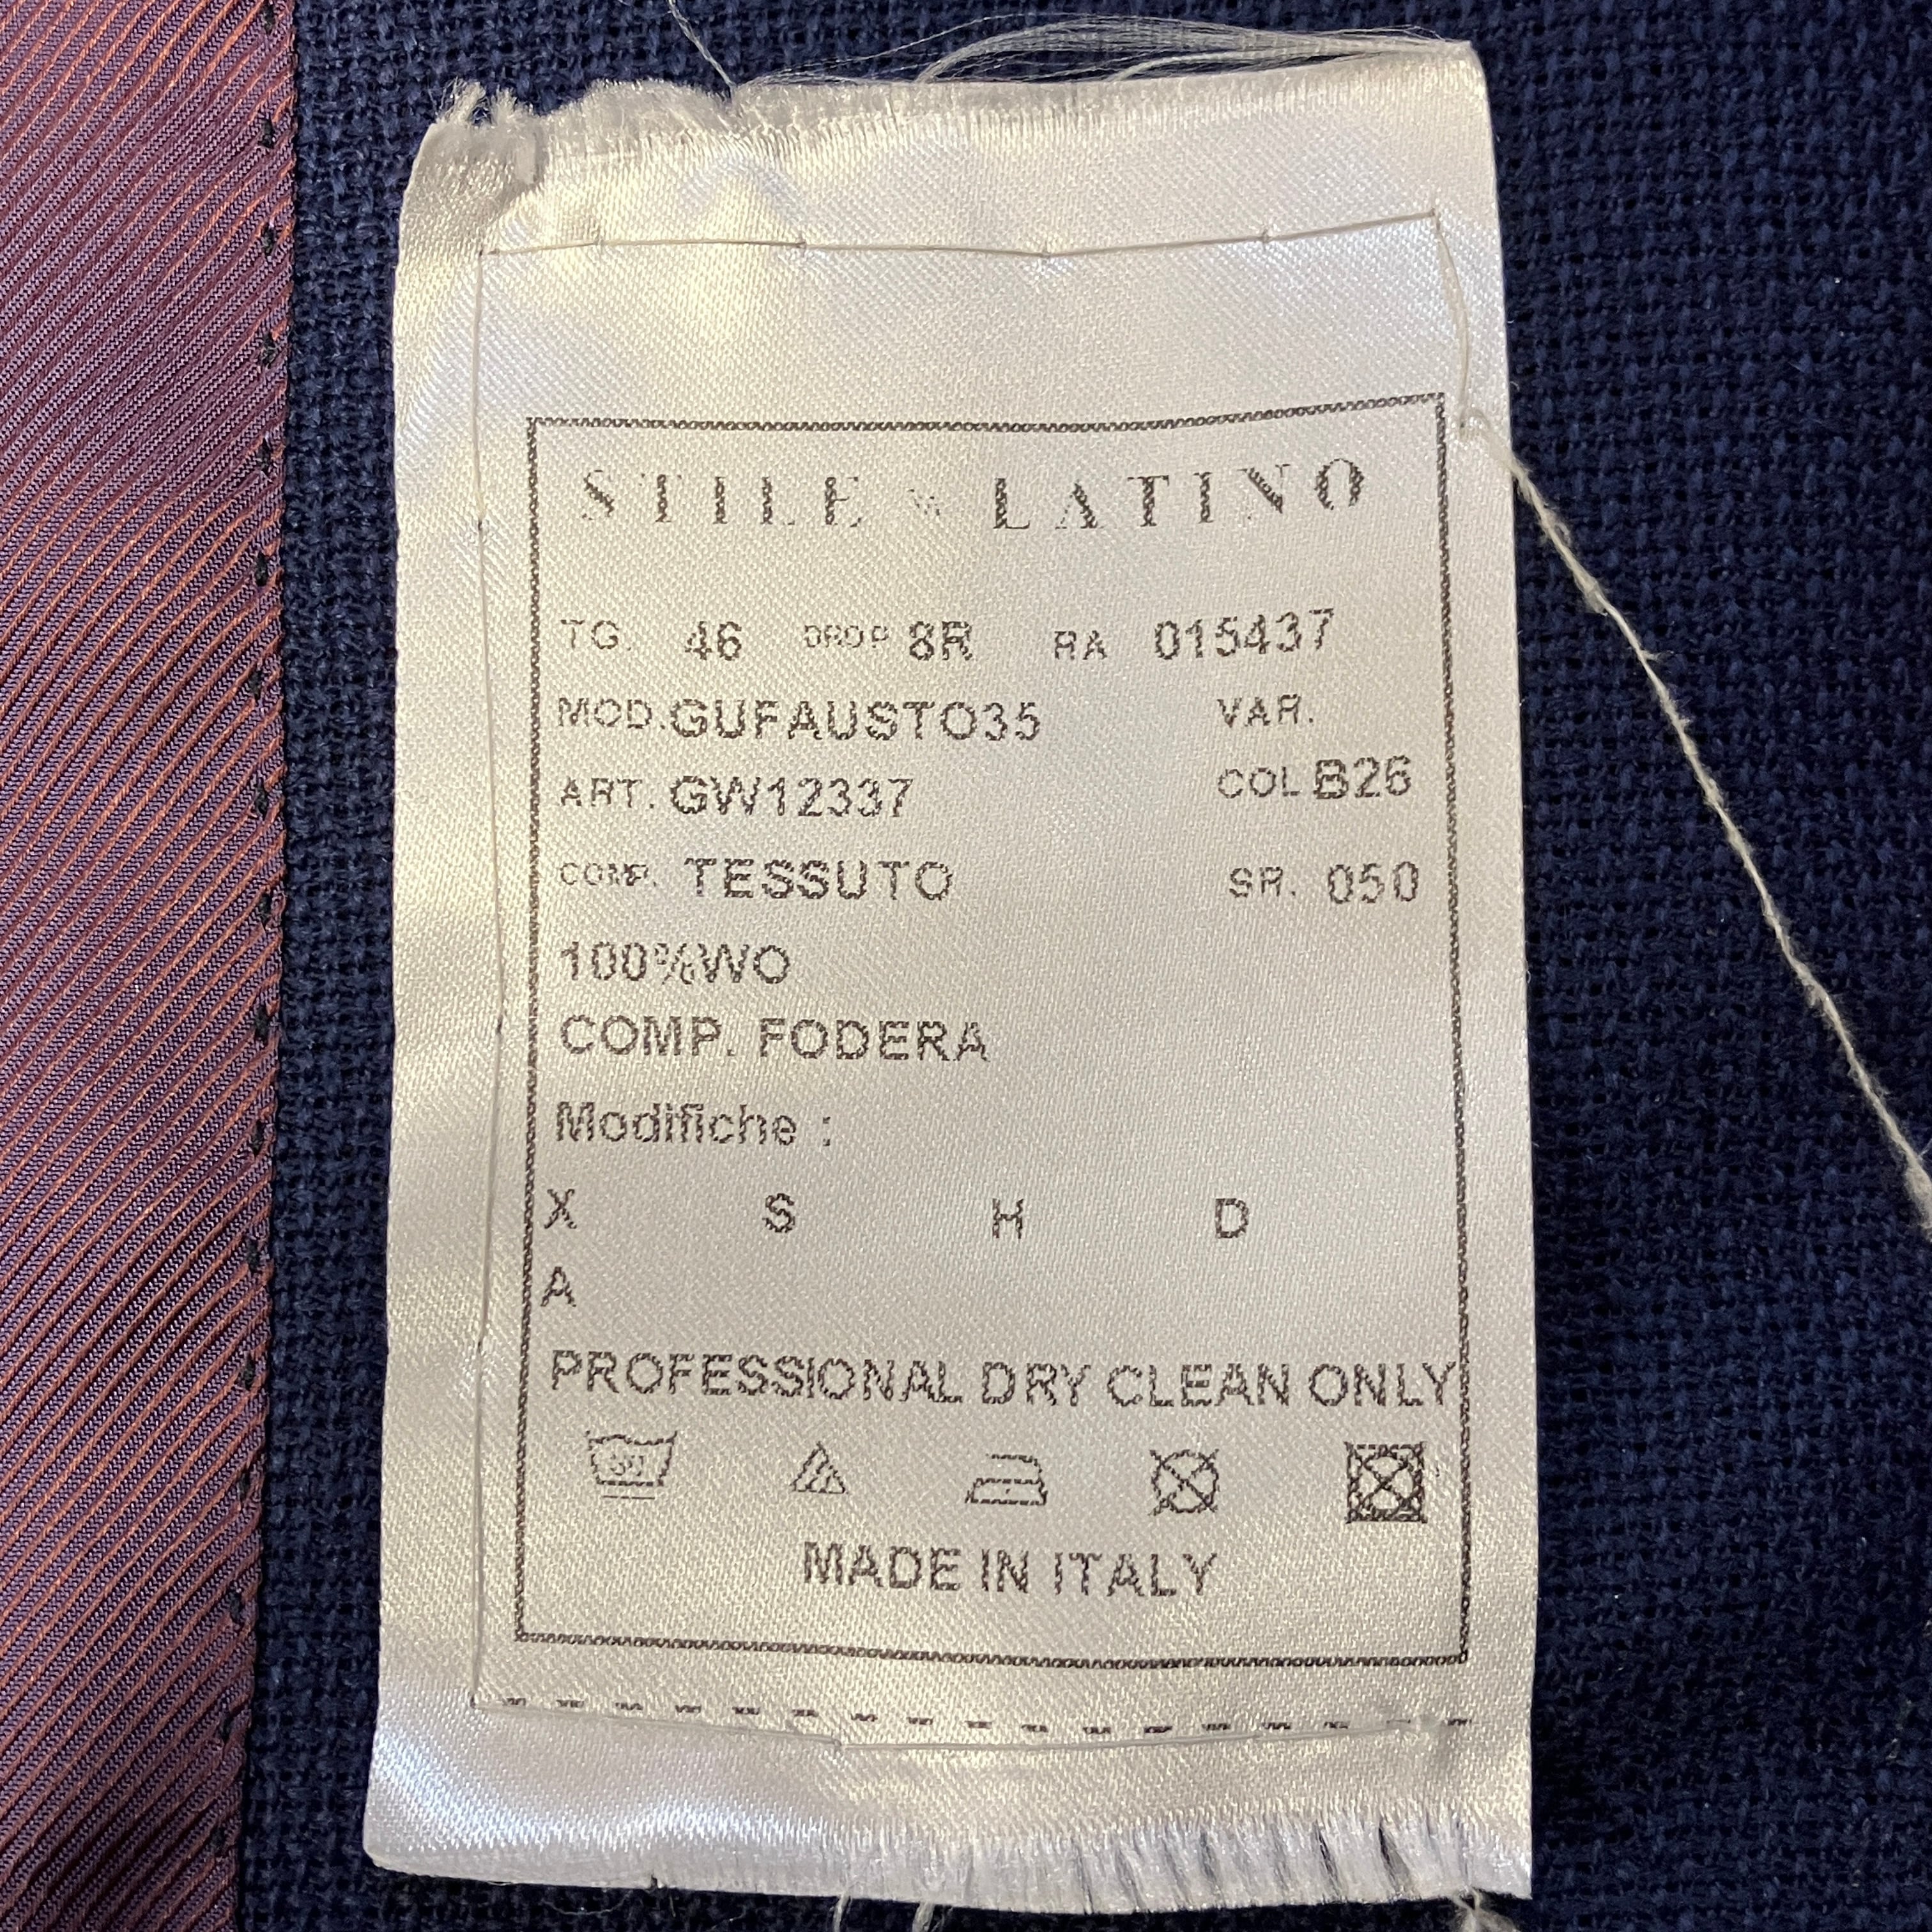 STILE LATINO
TG. 46 DROP 8R RA 015437
MOD. GUFAUSTO35 VAR.
ART. GW12337 COL B26
COMP. TESSUTO SR. 050
100%WO
COMP. FODERA
Modifiche :
X S H D
A
PROFESSIONAL DRY CLEAN ONLY
MADE IN ITALY